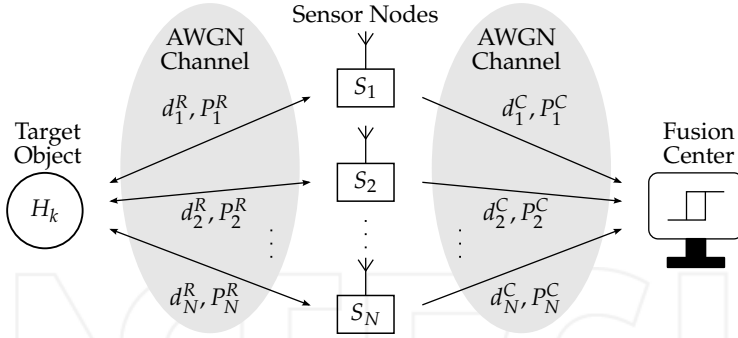 Sensor Nodes
AWGN
Channel
AWGN
Channel
S_1
d_1^R, P_1^R
d_1^C, P_1^C
Target
Object
Fusion
Center
H_k
S_2
d_2^R, P_2^R
d_2^C, P_2^C
d_N^R, P_N^R
S_N
d_N^C, P_N^C